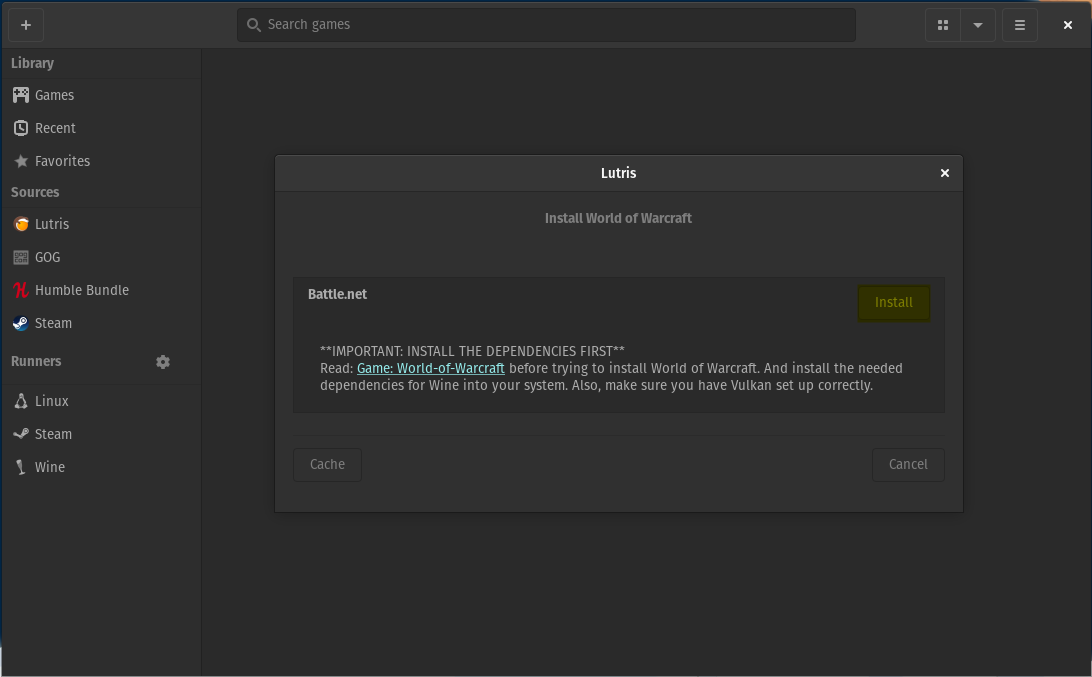 Search games
Library
Games
Recent
Favorites
Sources
Lutris
GOG
Humble Bundle
Steam
Runners
Linux
Steam
Wine
Lutris
Install World of Warcraft
Battle.net
Install
**IMPORTANT: INSTALL THE DEPENDENCIES FIRST**
Read: Game: World-of-Warcraft before trying to install World of Warcraft. And install the needed
dependencies for Wine into your system. Also, make sure you have Vulkan set up correctly.
Cache
Cancel